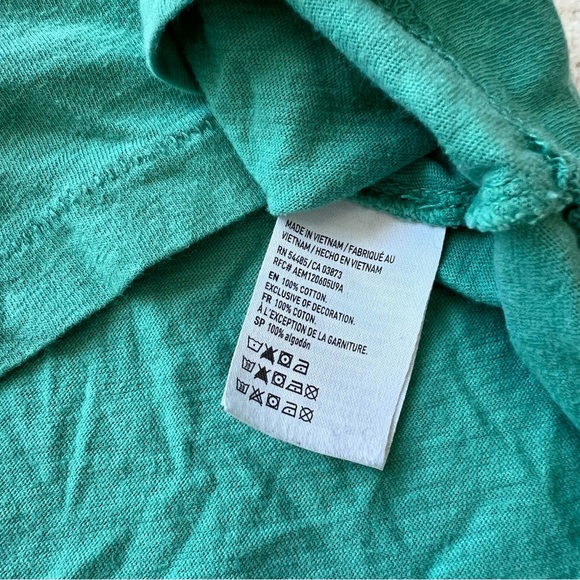 MADE IN VIETNAM / FABRIQUÉ AU
VIETNAM / HECHO EN VIETNAM
RN 54485 / CA 03873
RFC# AEM120605U9A
EN 100% COTTON.
EXCLUSIVE OF DECORATION.
FR 100% COTON.
À L'EXCEPTION DE LA GARNITURE.
SP 100% algodón